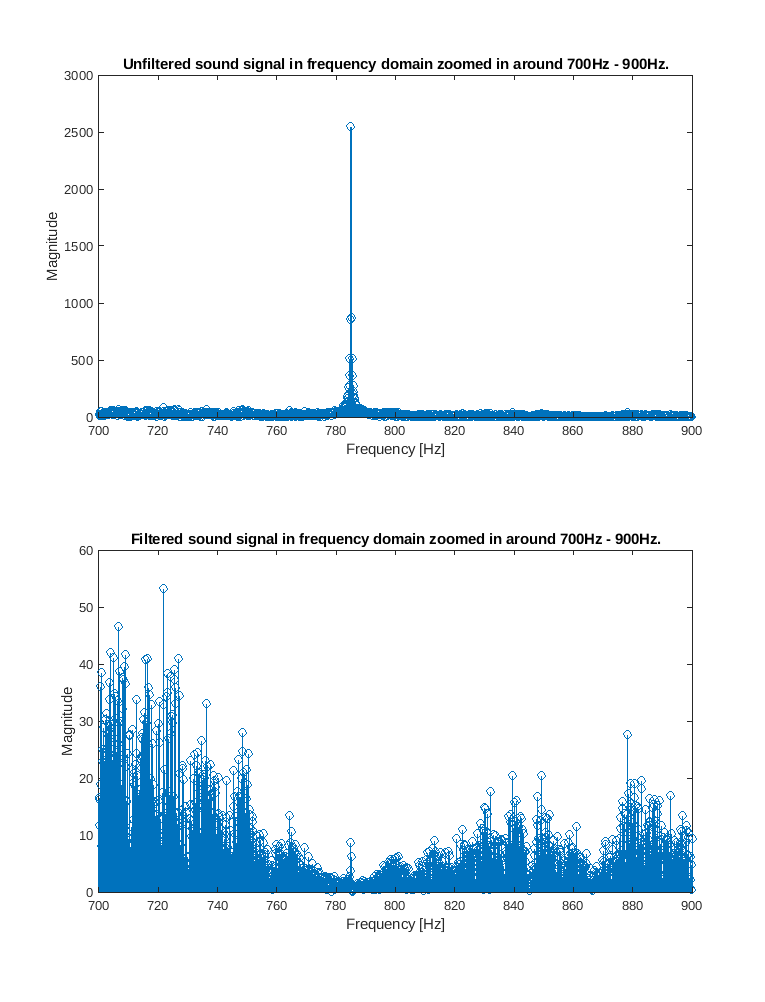 Unfiltered sound signal in frequency domain zoomed in around 700Hz - 900Hz.
3000
2500
2000
1500
1000
500
0
Magnitude
700 720 740 760 780 800 820 840 860 880 900
Frequency [Hz]
Filtered sound signal in frequency domain zoomed in around 700Hz - 900Hz.
60
50
40
30
20
10
0
Magnitude
700 720 740 760 780 800 820 840 860 880 900
Frequency [Hz]